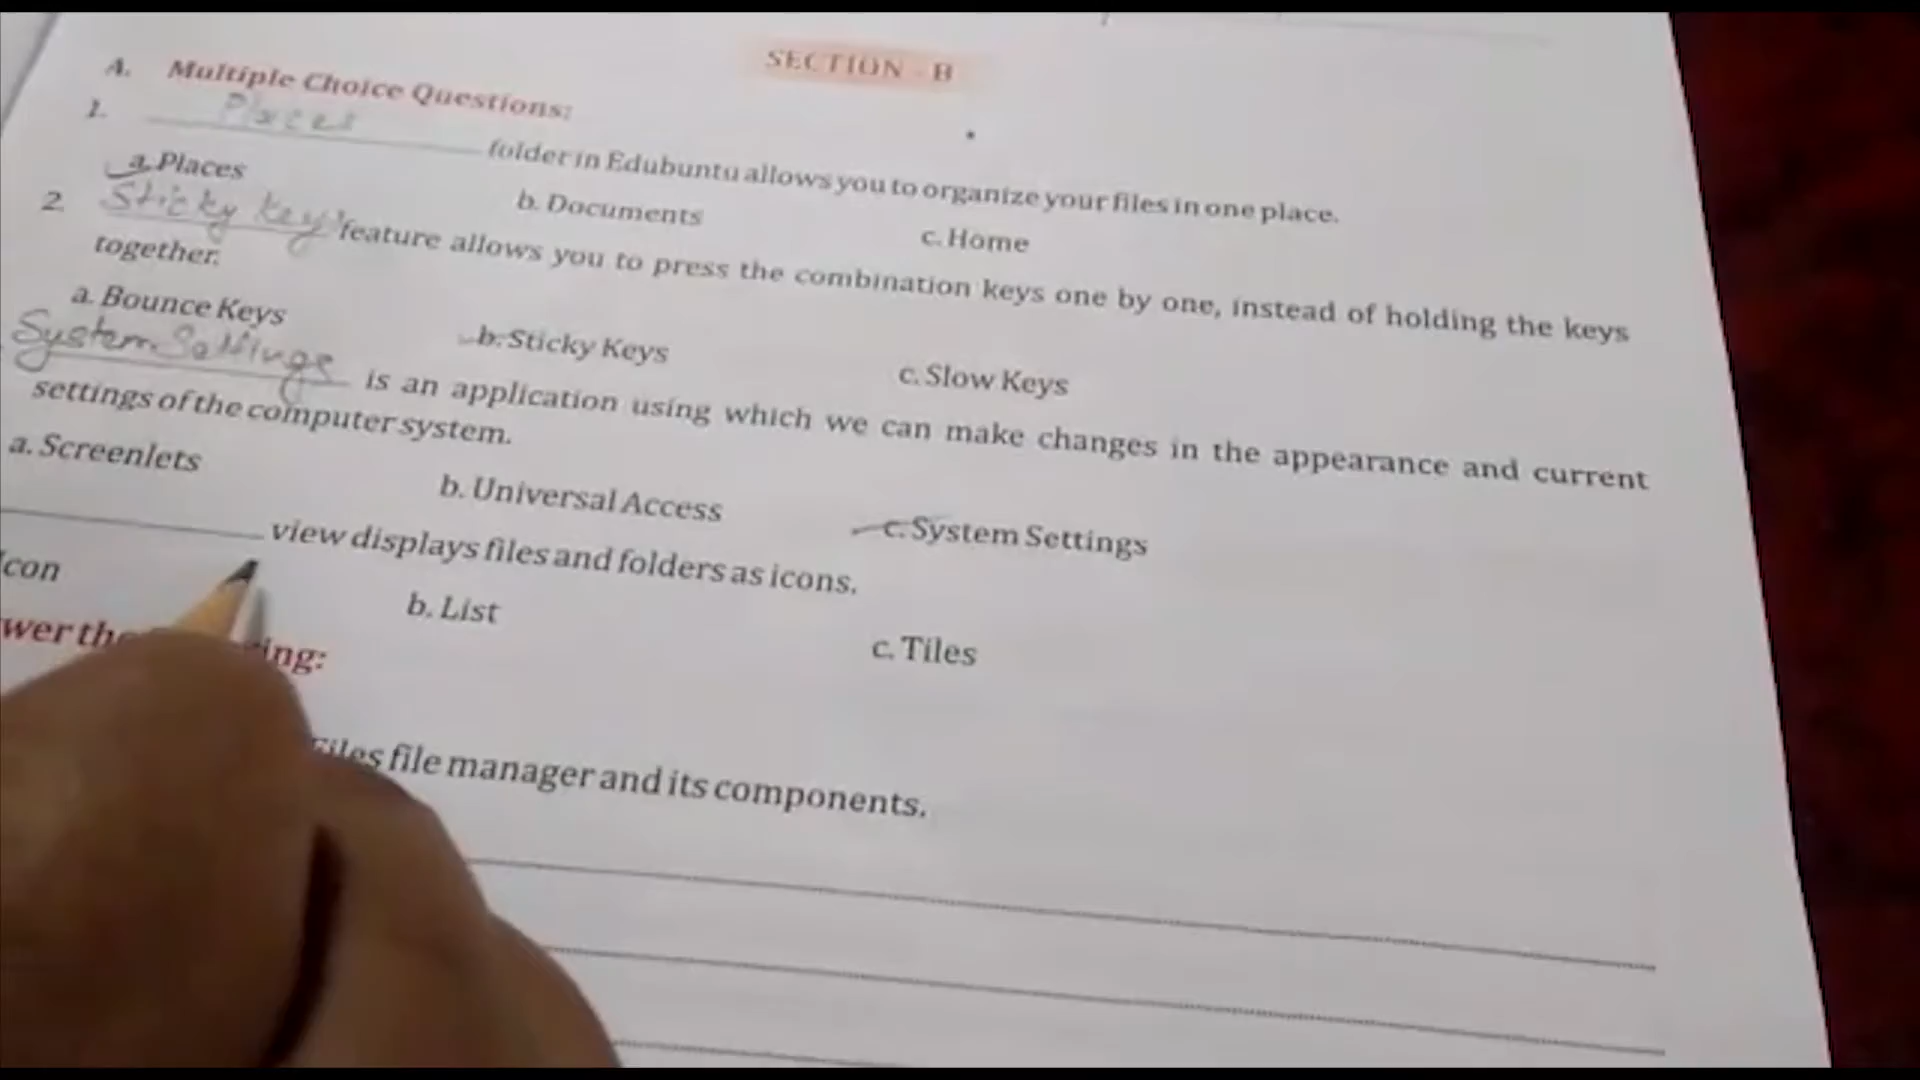 SECTION - B
A. Multiple Choice Questions:
1. Places folder in Edubuntu allows you to organize your files in one place.
a. Places b. Documents c. Home
2. Sticky keys feature allows you to press the combination keys one by one, instead of holding the keys
together.
a. Bounce Keys b. Sticky Keys c. Slow Keys
System Settings is an application using which we can make changes in the appearance and current
settings of the computer system.
a. Screenlets b. Universal Access c. System Settings
view displays files and folders as icons.
con b. List c. Tiles
wer the ing:
Files file manager and its components.